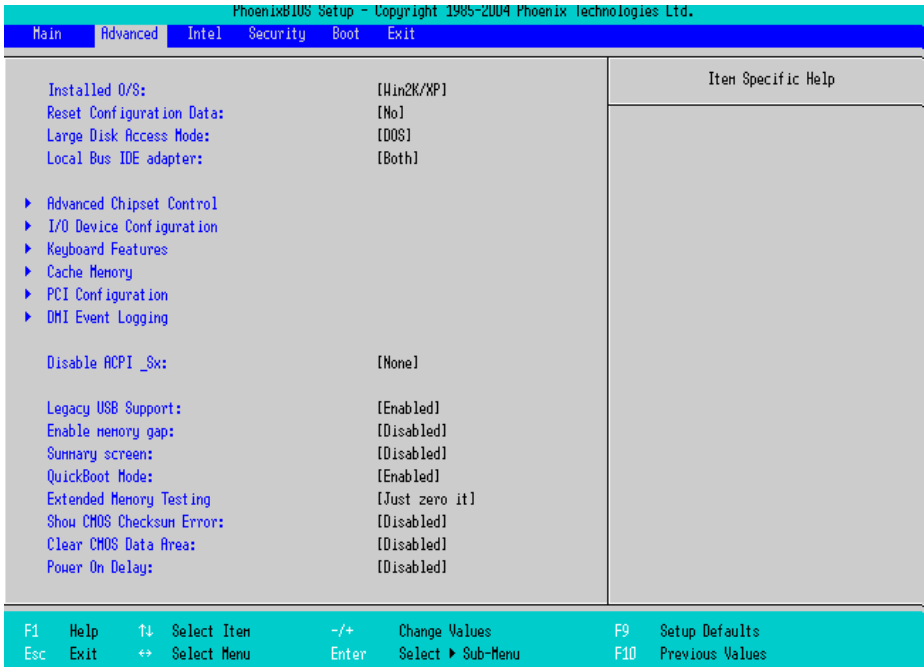 PhoenixBIOS Setup - Copyright 1985-2004 Phoenix Technologies Ltd.
Main Advanced Intel Security Boot Exit
Item Specific Help
Installed O/S: [Win2K/XP]
Reset Configuration Data: [No]
Large Disk Access Mode: [DOS]
Local Bus IDE adapter: [Both]
▶ Advanced Chipset Control
▶ I/O Device Configuration
▶ Keyboard Features
▶ Cache Memory
▶ PCI Configuration
▶ DMI Event Logging
Disable ACPI _Sx: [None]
Legacy USB Support: [Enabled]
Enable memory gap: [Disabled]
Summary screen: [Disabled]
QuickBoot Mode: [Enabled]
Extended Memory Testing [Just zero it]
Show CMOS Checksum Error: [Disabled]
Clear CMOS Data Area: [Disabled]
Power On Delay: [Disabled]
F1 Help ↑↓ Select Item -/+ Change Values F9 Setup Defaults
Esc Exit ↔ Select Menu Enter Select ▶ Sub-Menu F10 Previous Values